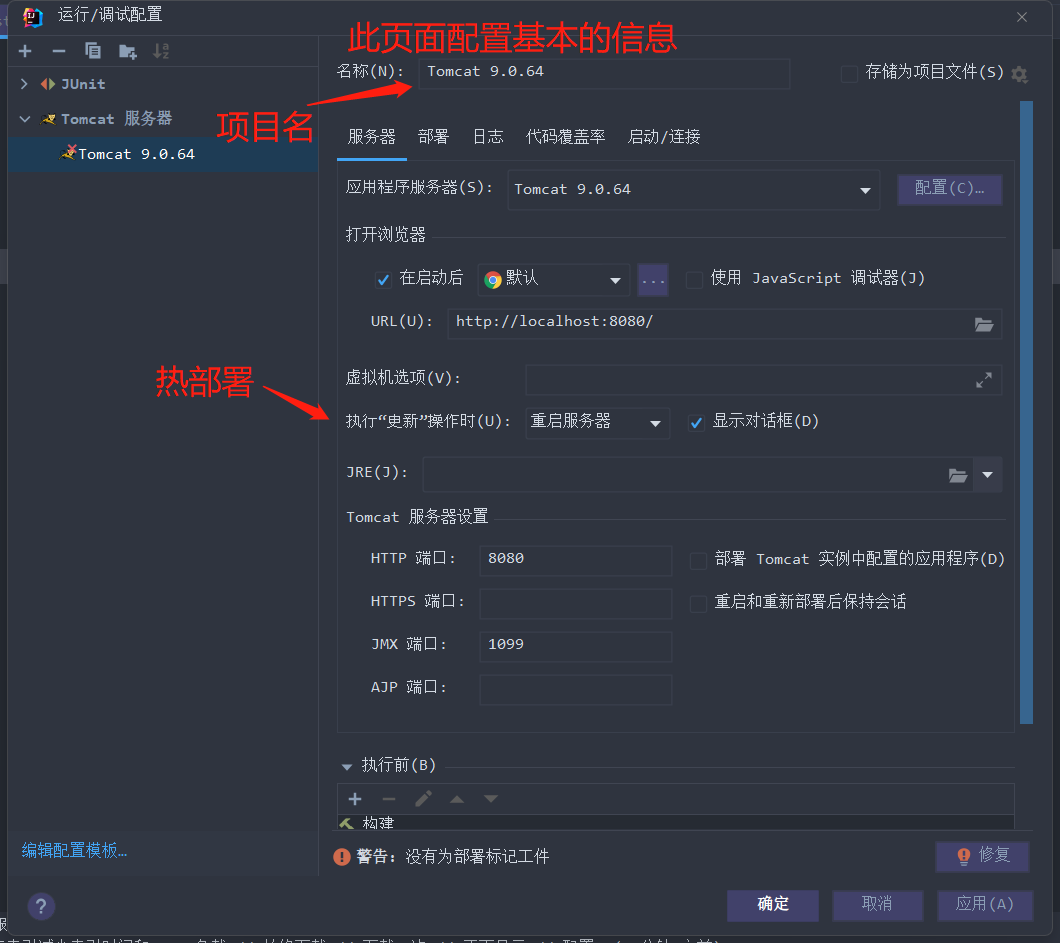 运行/调试配置
此页面配置基本的信息
名称(N):
Tomcat 9.0.64
存储为项目文件(S)
JUnit
Tomcat 服务器
Tomcat 9.0.64
项目名
服务器 部署 日志 代码覆盖率 启动/连接
应用程序服务器(S): Tomcat 9.0.64 配置(C)…
打开浏览器
在启动后 默认 ... 使用 JavaScript 调试器(J)
URL(U): http://localhost:8080/
热部署
虚拟机选项(V):
执行“更新”操作时(U): 重启服务器 显示对话框(D)
JRE(J):
Tomcat 服务器设置
HTTP 端口: 8080 部署 Tomcat 实例中配置的应用程序(D)
HTTPS 端口: 重启和重新部署后保持会话
JMX 端口: 1099
AJP 端口:
执行前(B)
构建
编辑配置模板…
警告: 没有为部署标记工件 修复
? 确定 取消 应用(A)